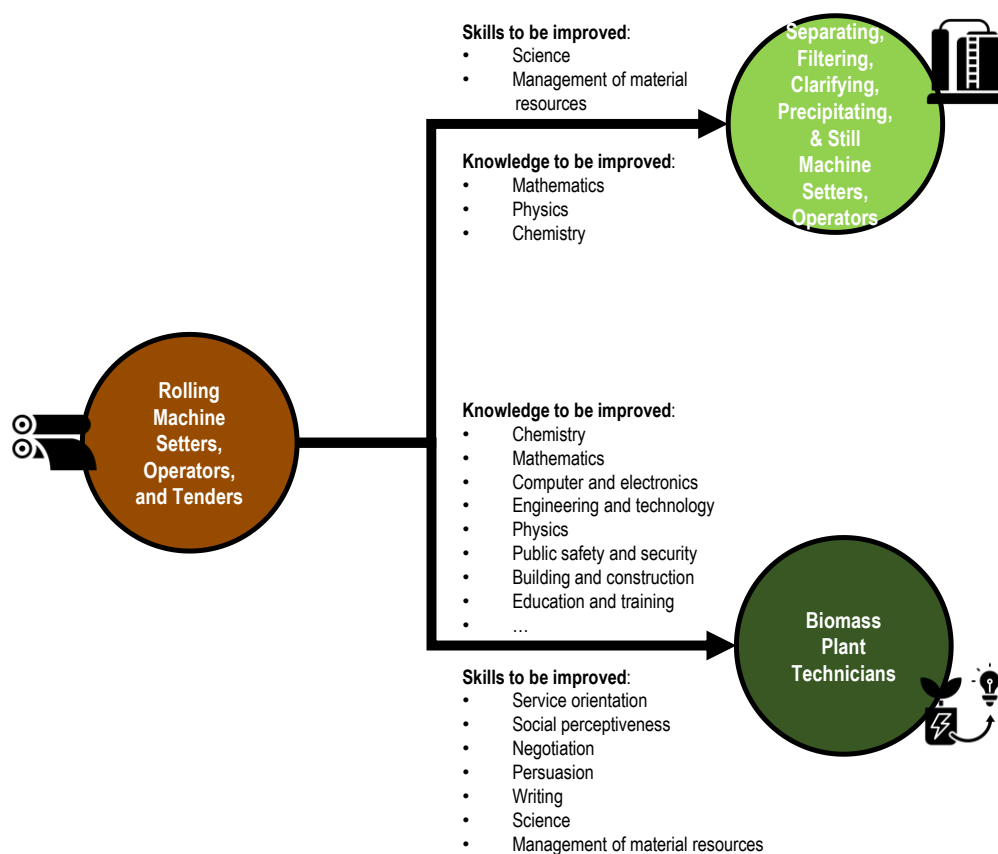 Skills to be improved:
• Science
• Management of material
resources
Separating,
Filtering,
Clarifying,
Precipitating,
& Still
Machine
Setters,
Operators
Knowledge to be improved:
• Mathematics
• Physics
• Chemistry
Rolling
Machine
Setters,
Operators,
and Tenders
Knowledge to be improved:
• Chemistry
• Mathematics
• Computer and electronics
• Engineering and technology
• Physics
• Public safety and security
• Building and construction
• Education and training
• …
Biomass
Plant
Technicians
Skills to be improved:
• Service orientation
• Social perceptiveness
• Negotiation
• Persuasion
• Writing
• Science
• Management of material resources